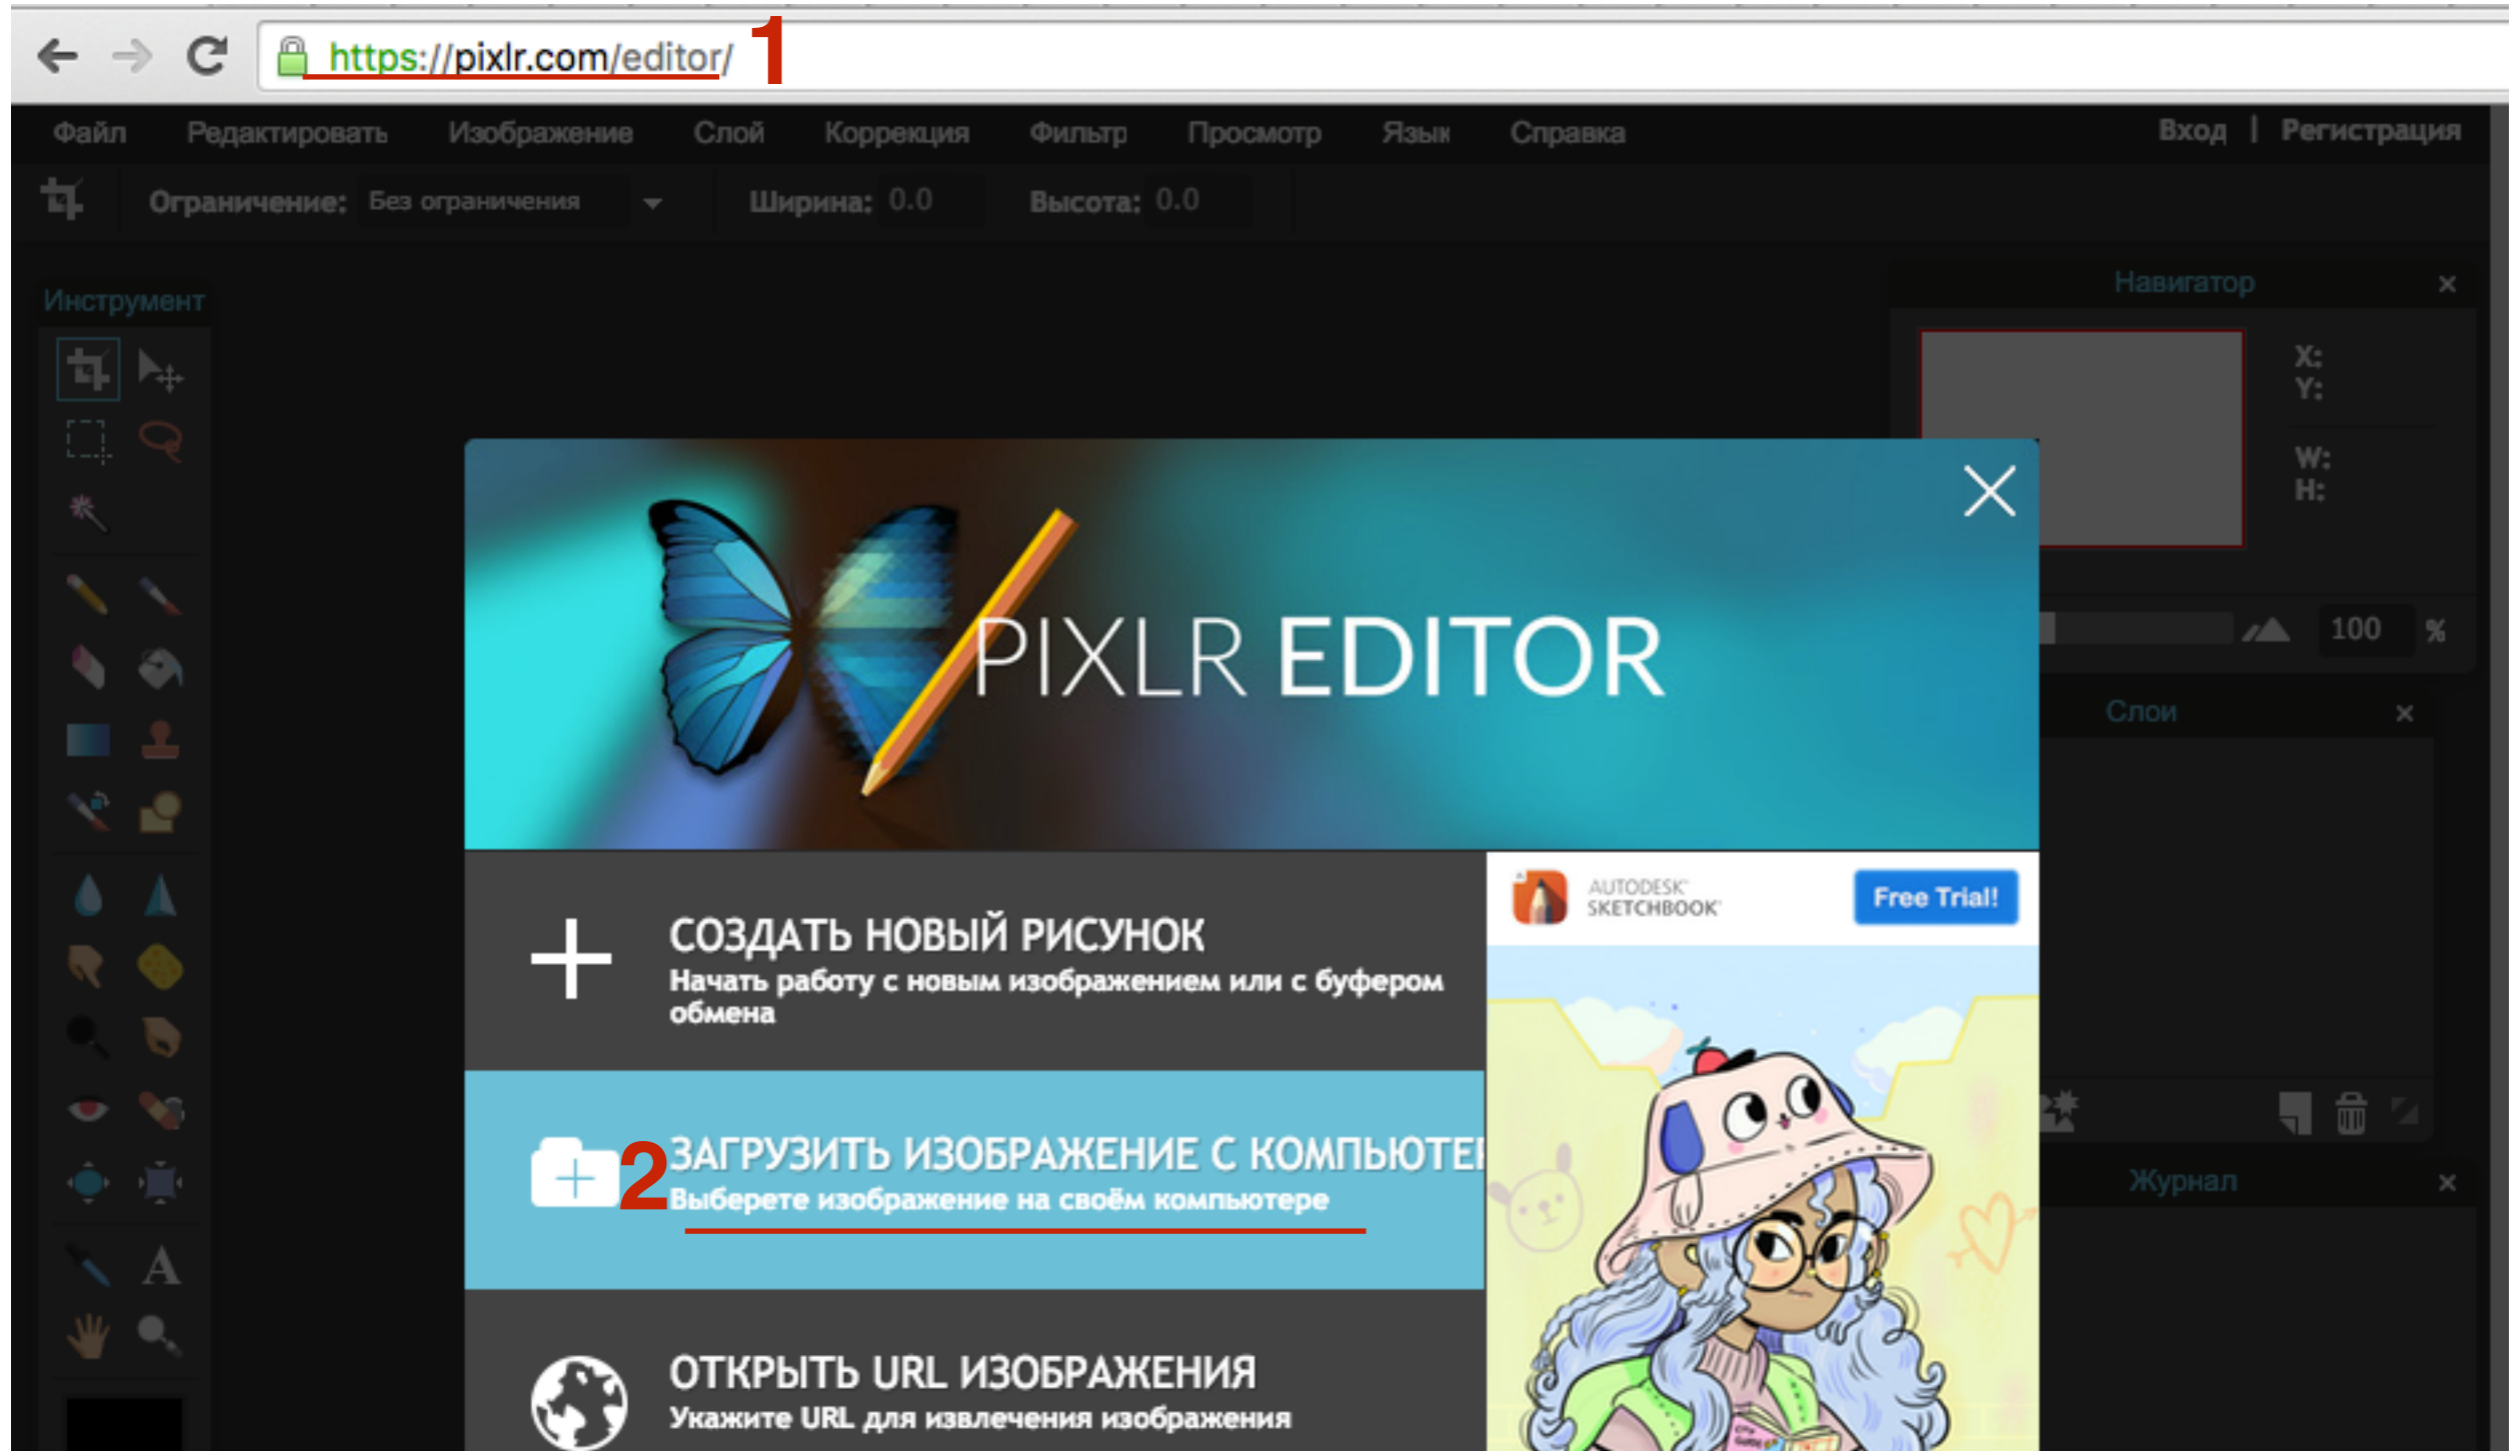 https://pixlr.com/editor/ 1
Файл Редактировать Изображение Слой Коррекция Фильтр Просмотр Язык Справка Вход | Регистрация
Ограничение: Без ограничения Ширина: 0.0 Высота: 0.0
Инструмент
Навигатор
X:
Y:
W:
H:
100 %
PIXLR EDITOR
Слои
AUTODESK
SKETCHBOOK
Free Trial!
СОЗДАТЬ НОВЫЙ РИСУНОК
Начать работу с новым изображением или с буфером
обмена
2
ЗАГРУЗИТЬ ИЗОБРАЖЕНИЕ С КОМПЬЮТЕ
Выберете изображение на своём компьютере
Журнал
A
ОТКРЫТЬ URL ИЗОБРАЖЕНИЯ
Укажите URL для извлечения изображения